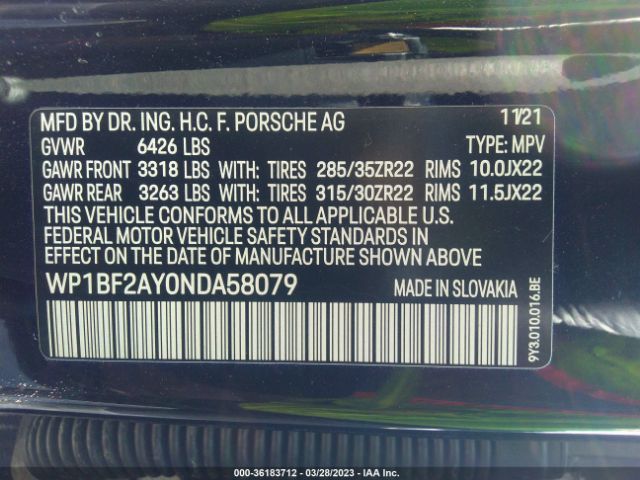 MFD BY DR. ING. H.C. F. PORSCHE AG 11/21
GVWR 6426 LBS TYPE: MPV
GAWR FRONT 3318 LBS WITH: TIRES 285/35ZR22 RIMS 10.0JX22
GAWR REAR 3263 LBS WITH: TIRES 315/30ZR22 RIMS 11.5JX22
THIS VEHICLE CONFORMS TO ALL APPLICABLE U.S.
FEDERAL MOTOR VEHICLE SAFETY STANDARDS IN
EFFECT ON THE DATE OF MANUFACTURE SHOWN ABOVE
WP1BF2AY0NDA58079 MADE IN SLOVAKIA
9Y3.010.016.BE
000-36183712 - 03/28/2023 - IAA Inc.